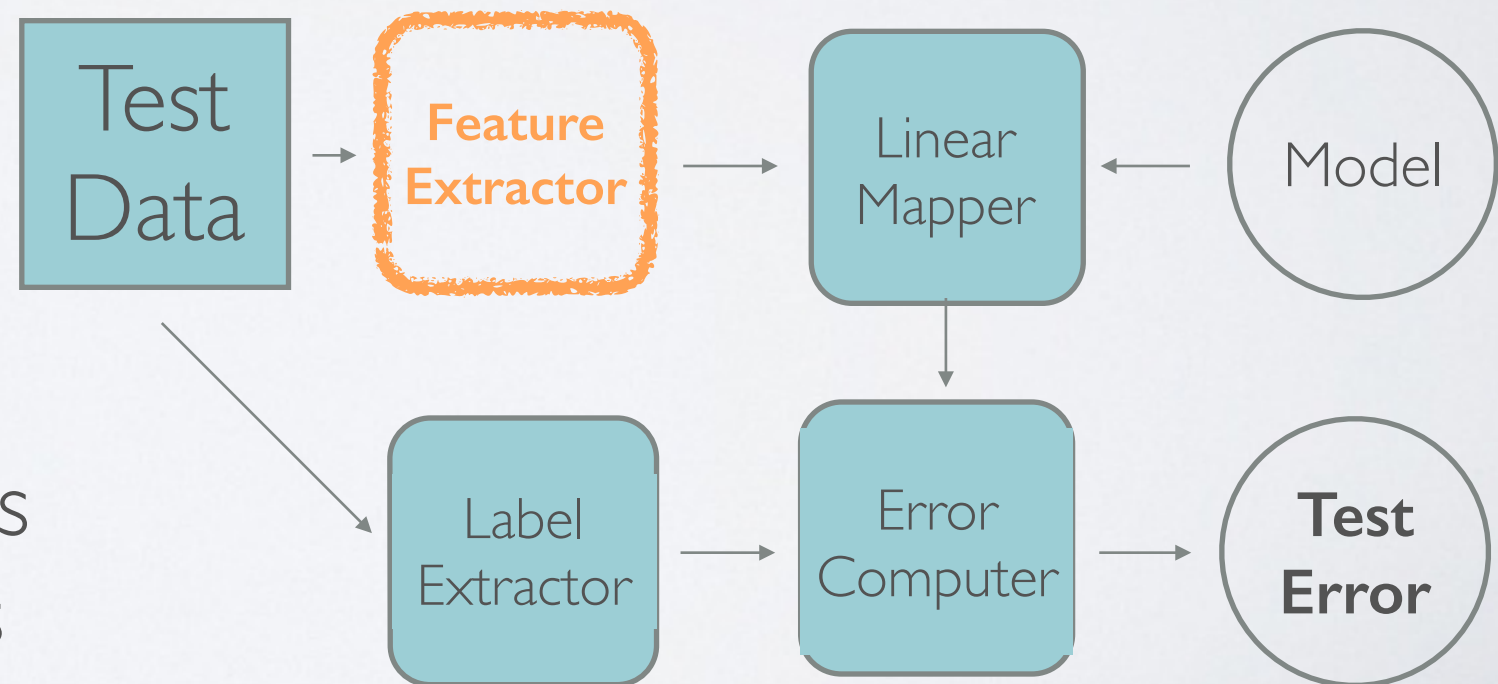 Test
Data
Feature
Extractor
Linear
Mapper
Model
Label
Extractor
Error
Computer
Test
Error